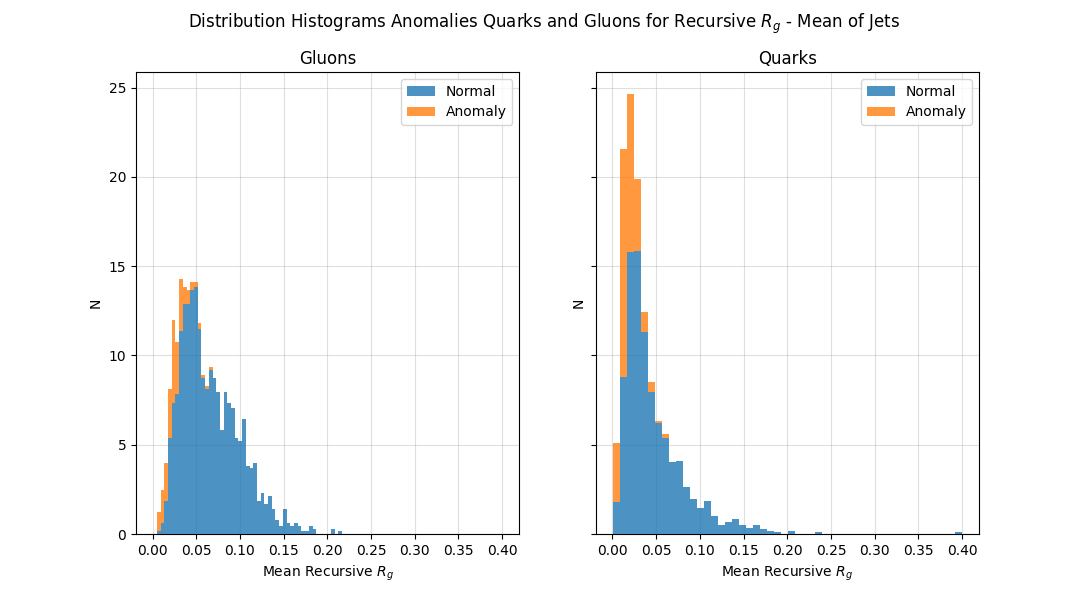 Distribution Histograms Anomalies Quarks and Gluons for Recursive $R_g$ - Mean of Jets
Gluons
Normal
Anomaly
N
25
20
15
10
5
0
0.00 0.05 0.10 0.15 0.20 0.25 0.30 0.35 0.40
Mean Recursive $R_g$
Quarks
Normal
Anomaly
N
0.00 0.05 0.10 0.15 0.20 0.25 0.30 0.35 0.40
Mean Recursive $R_g$